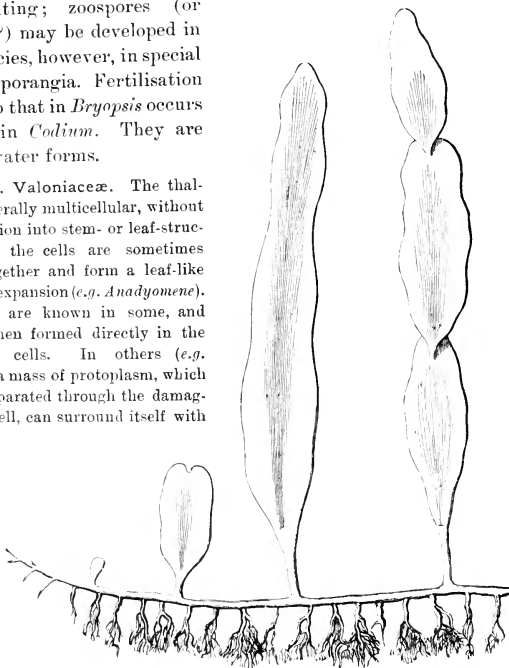 ting; zoospores (or
) may be developed in
cies, however, in special
porangia. Fertilisation
o that in Bryopsis occurs
in Codium. They are
vater forms.
. Valoniaceæ. The thal-
erally multicellular, without
ion into stem- or leaf-struc-
the cells are sometimes
gether and form a leaf-like
expansion (e.g. Anadyomene).
are known in some, and
hen formed directly in the
cells. In others (e.g.
a mass of protoplasm, which
parated through the damag-
ell, can surround itself with